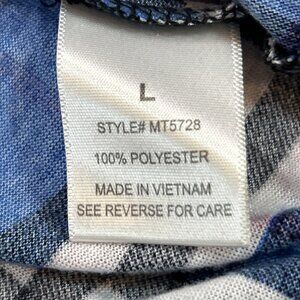 L
STYLE# MT5728
100% POLYESTER
MADE IN VIETNAM
SEE REVERSE FOR CARE